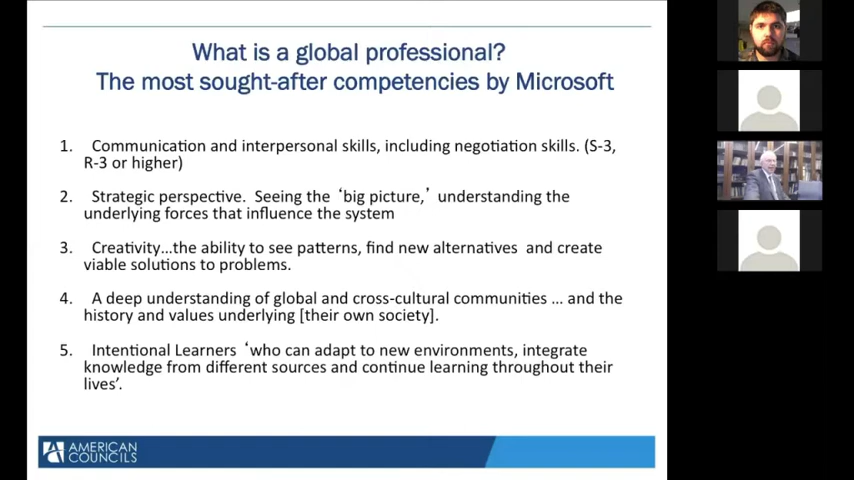 What is a global professional?
The most sought-after competencies by Microsoft
1. Communication and interpersonal skills, including negotiation skills. (S-3,
R-3 or higher)
2. Strategic perspective. Seeing the ‘big picture,’ understanding the
underlying forces that influence the system
3. Creativity...the ability to see patterns, find new alternatives and create
viable solutions to problems.
4. A deep understanding of global and cross-cultural communities ... and the
history and values underlying [their own society].
5. Intentional Learners ‘who can adapt to new environments, integrate
knowledge from different sources and continue learning throughout their
lives’.
AMERICAN
COUNCILS